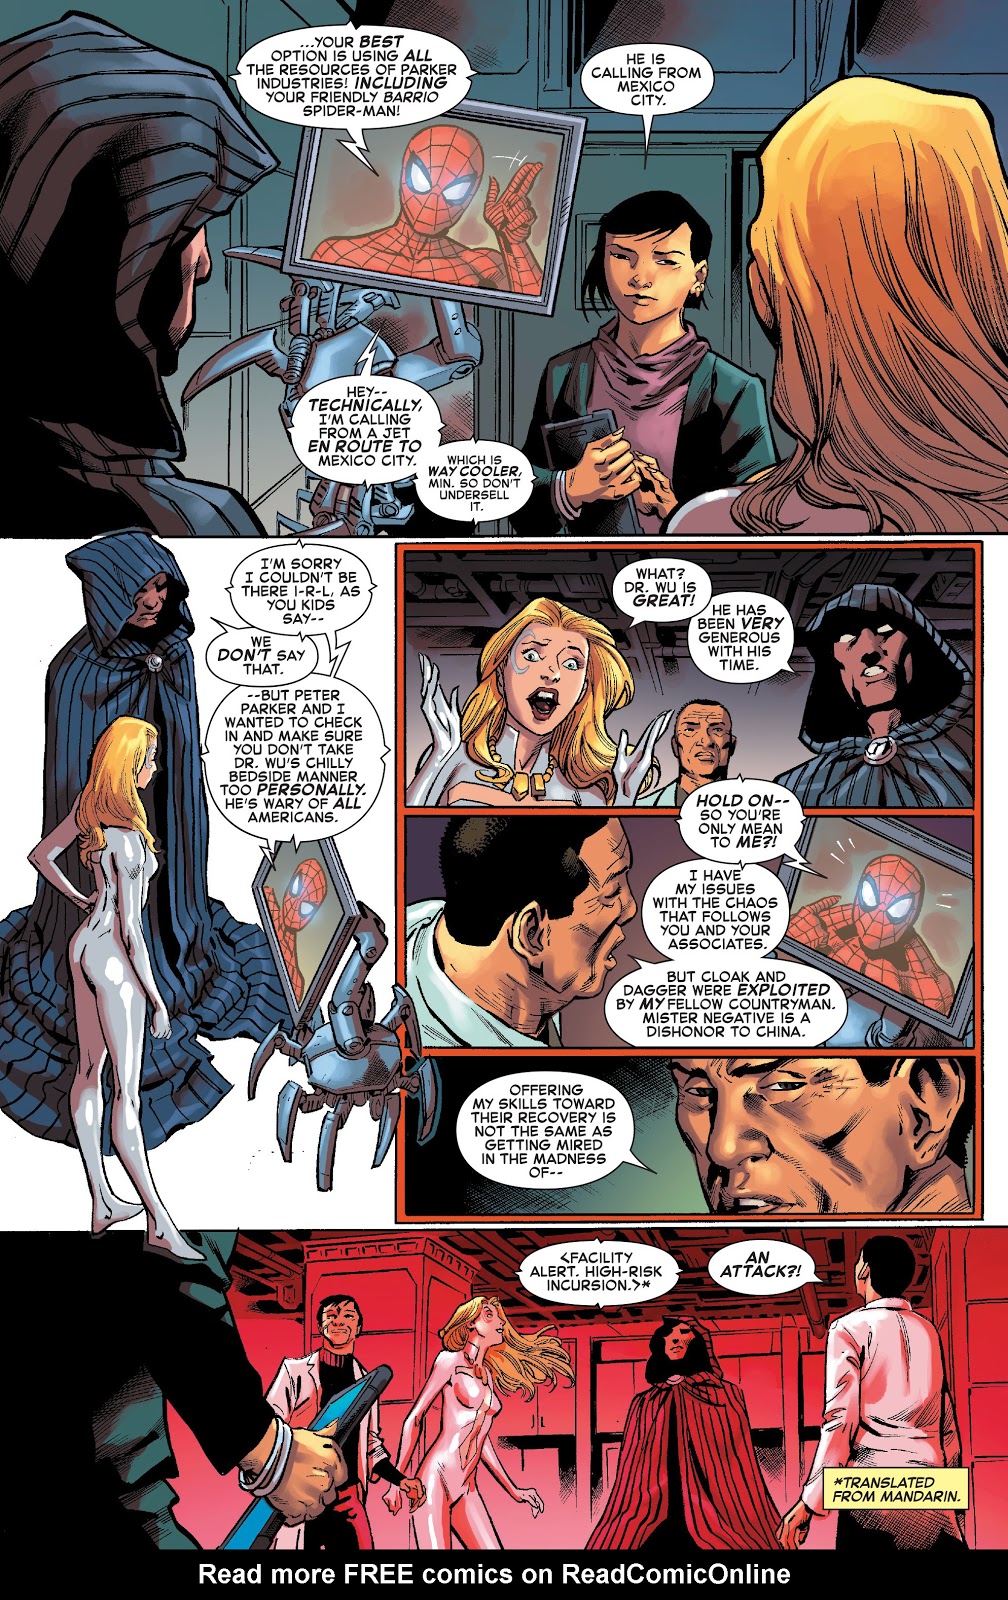 ...YOUR BEST
OPTION IS USING ALL
THE RESOURCES OF PARKER
INDUSTRIES! INCLUDING
YOUR FRIENDLY BARRIO
SPIDER-MAN!
HE IS
CALLING FROM
MEXICO
CITY.
HEY--
TECHNICALLY,
I'M CALLING
FROM A JET
EN ROUTE TO
MEXICO CITY.
WHICH IS
WAY COOLER,
MIN. SO DON'T
UNDERSELL
IT.
I'M SORRY
I COULDN'T BE
THERE I-R-L, AS
YOU KIDS
SAY--
WE
DON'T SAY
THAT.
--BUT PETER
PARKER AND I
WANTED TO CHECK
IN AND MAKE SURE
YOU DON'T TAKE
DR. WU'S CHILLY
BEDSIDE MANNER
TOO PERSONALLY.
HE'S WARY OF ALL
AMERICANS.
WHAT?
DR. WU IS
GREAT!
HE HAS
BEEN VERY
GENEROUS
WITH HIS
TIME.
HOLD ON--
SO YOU'RE
ONLY MEAN
TO ME?!
I HAVE
MY ISSUES
WITH THE CHAOS
THAT FOLLOWS
YOU AND YOUR
ASSOCIATES.
BUT CLOAK AND
DAGGER WERE EXPLOITED
BY MY FELLOW COUNTRYMAN.
MISTER NEGATIVE IS A
DISHONOR TO CHINA.
OFFERING
MY SKILLS TOWARD
THEIR RECOVERY IS
NOT THE SAME AS
GETTING MIRED
IN THE MADNESS
OF--
<FACILITY
ALERT. HIGH-RISK
INCURSION.>*
AN
ATTACK?!
*TRANSLATED
FROM MANDARIN.
Read more FREE comics on ReadComicOnline